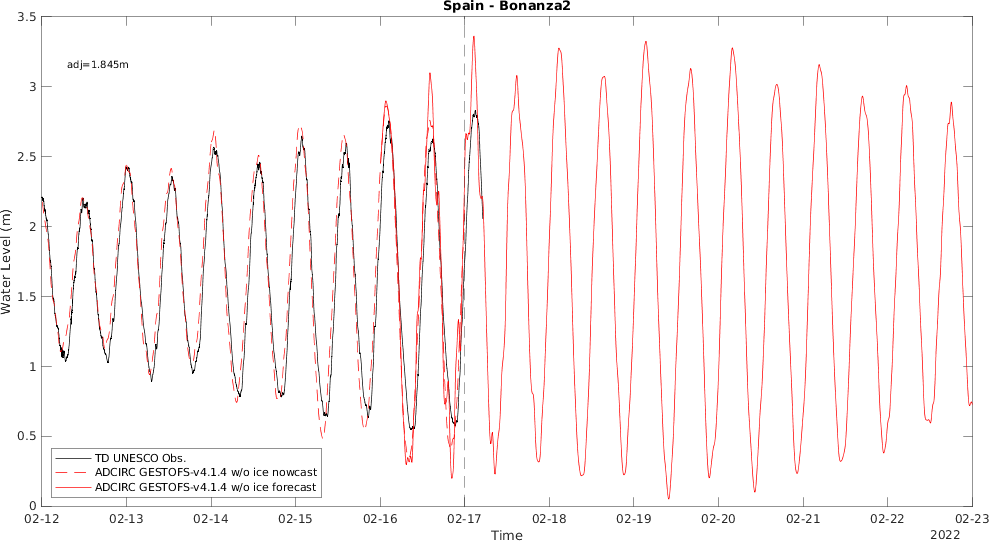 Spain - Bonanza2
adj=1.845m
Water Level (m)
3.5
3
2.5
2
1.5
1
0.5
0
TD UNESCO Obs.
ADCIRC GESTOFS-v4.1.4 w/o ice nowcast
ADCIRC GESTOFS-v4.1.4 w/o ice forecast
02-12 02-13 02-14 02-15 02-16 02-17 02-18 02-19 02-20 02-21 02-22 02-23
Time
2022